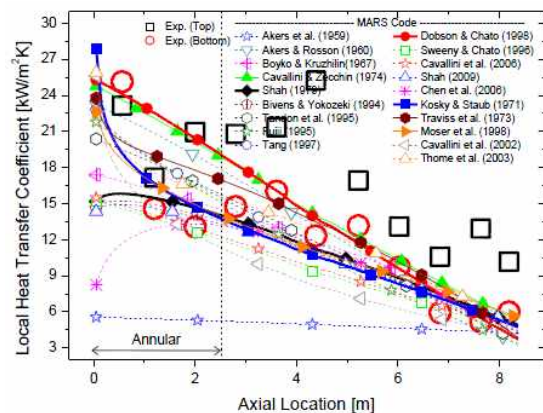 MARS Code
Exp. (Top)
Exp. (Bottom)
Akers et al. (1959)
Dobson & Chato (1998)
Akers & Rosson (1960)
Sweeny & Chato (1996)
Boyko & Kruzhilin (1967)
Cavallini et al. (2006)
Cavallini & Zecchin (1974)
Shah (2009)
Shah (1979)
Chen et al. (2006)
Bivens & Yokozeki (1994)
Kosky & Staub (1971)
Tandon et al. (1995)
Traviss et al. (1973)
Fujii (1995)
Moser et al. (1998)
Tang (1997)
Cavallini et al. (2002)
Thome et al. (2003)
Local Heat Transfer Coefficient [kW/m²K]
30
27
24
21
18
15
12
9
6
3
Annular
0
2
4
6
8
Axial Location [m]